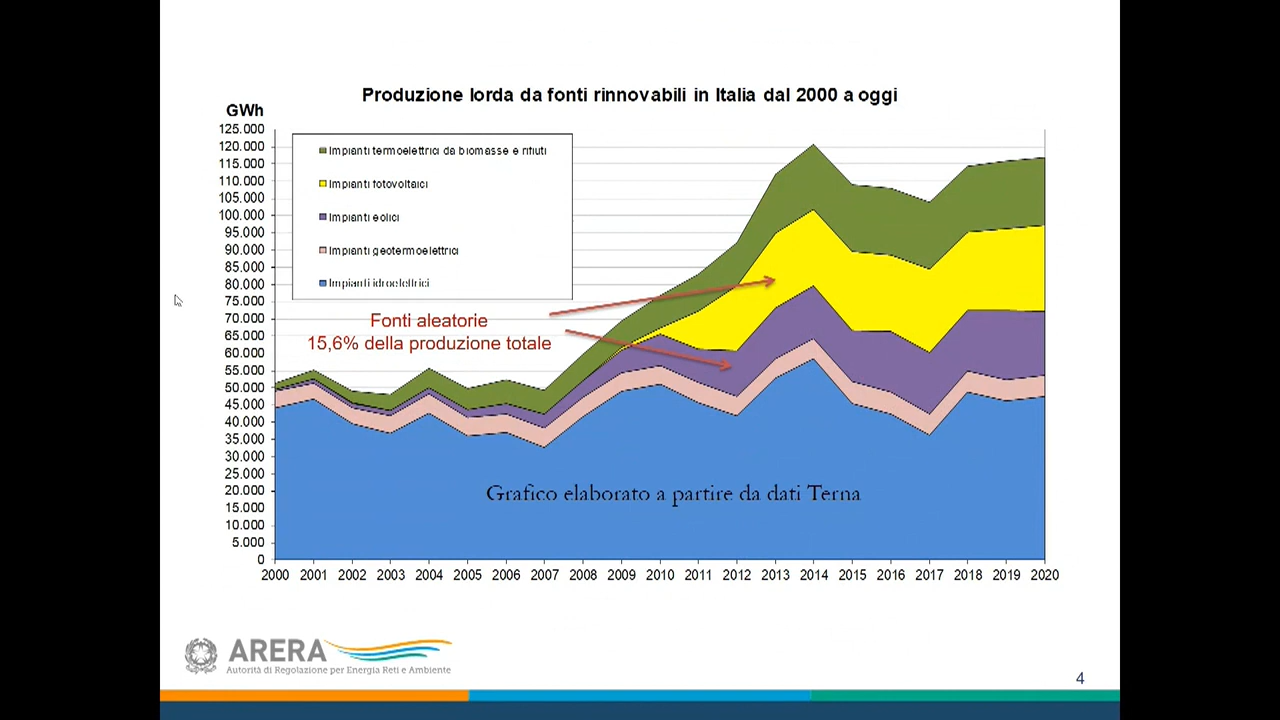 Produzione lorda da fonti rinnovabili in Italia dal 2000 a oggi
GWh
125.000
120.000
115.000
110.000
105.000
100.000
95.000
90.000
85.000
80.000
75.000
70.000
65.000
60.000
55.000
50.000
45.000
40.000
35.000
30.000
25.000
20.000
15.000
10.000
5.000
0
Impianti termoelettrici da biomasse e rifiuti
Impianti fotovoltaici
Impianti eolici
Impianti geotermoelettrici
Impianti idroelettrici
Fonti aleatorie
15,6% della produzione totale
Grafico elaborato a partire da dati Terna
2000 2001 2002 2003 2004 2005 2006 2007 2008 2009 2010 2011 2012 2013 2014 2015 2016 2017 2018 2019 2020
ARERA
Autorità di Regolazione per Energia Reti e Ambiente
4